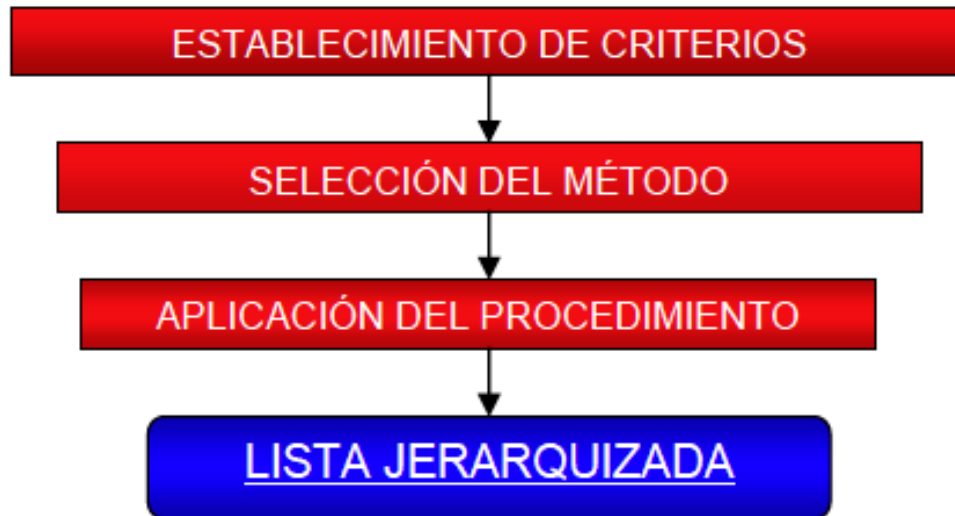 ESTABLECIMIENTO DE CRITERIOS
SELECCIÓN DEL MÉTODO
APLICACIÓN DEL PROCEDIMIENTO
LISTA JERARQUIZADA